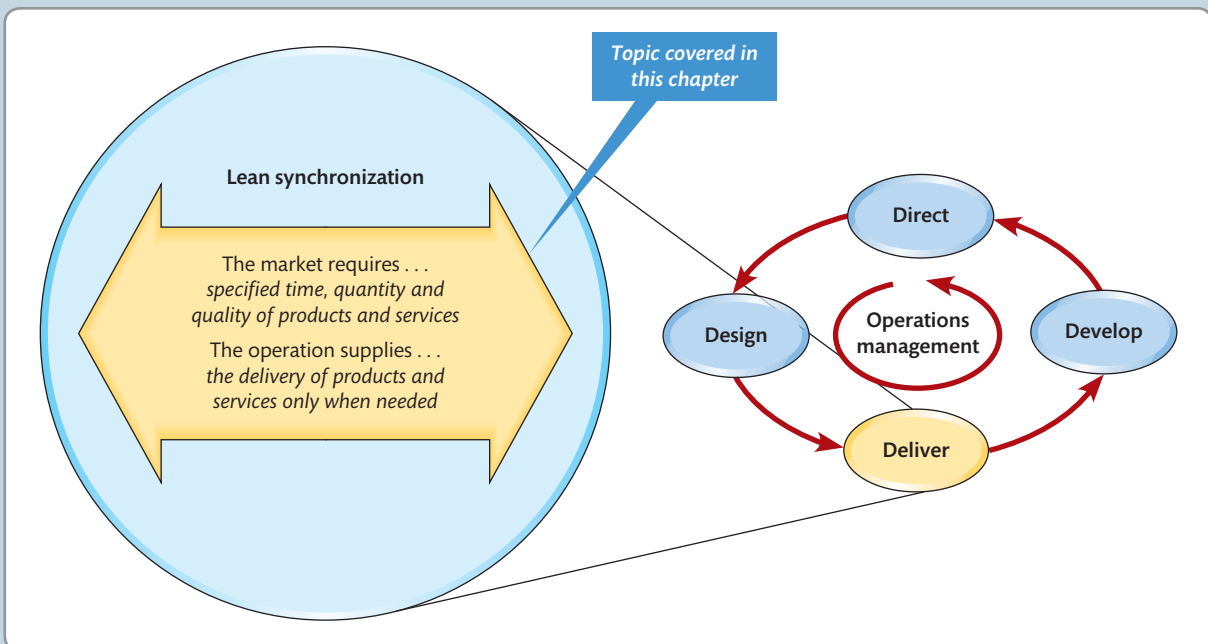 Topic covered in
this chapter
Lean synchronization
The market requires . . .
specified time, quantity and
quality of products and services
The operation supplies . . .
the delivery of products and
services only when needed
Direct
Design
Operations
management
Develop
Deliver